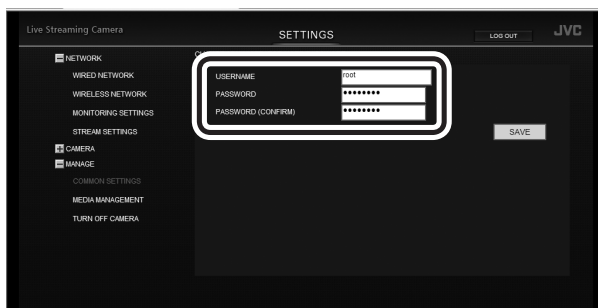 Live Streaming Camera
SETTINGS
LOG OUT
JVC
NETWORK
WIRED NETWORK
WIRELESS NETWORK
MONITORING SETTINGS
STREAM SETTINGS
CAMERA
MANAGE
COMMON SETTINGS
MEDIA MANAGEMENT
TURN OFF CAMERA
USERNAME root
PASSWORD ••••••••
PASSWORD (CONFIRM) ••••••••
SAVE